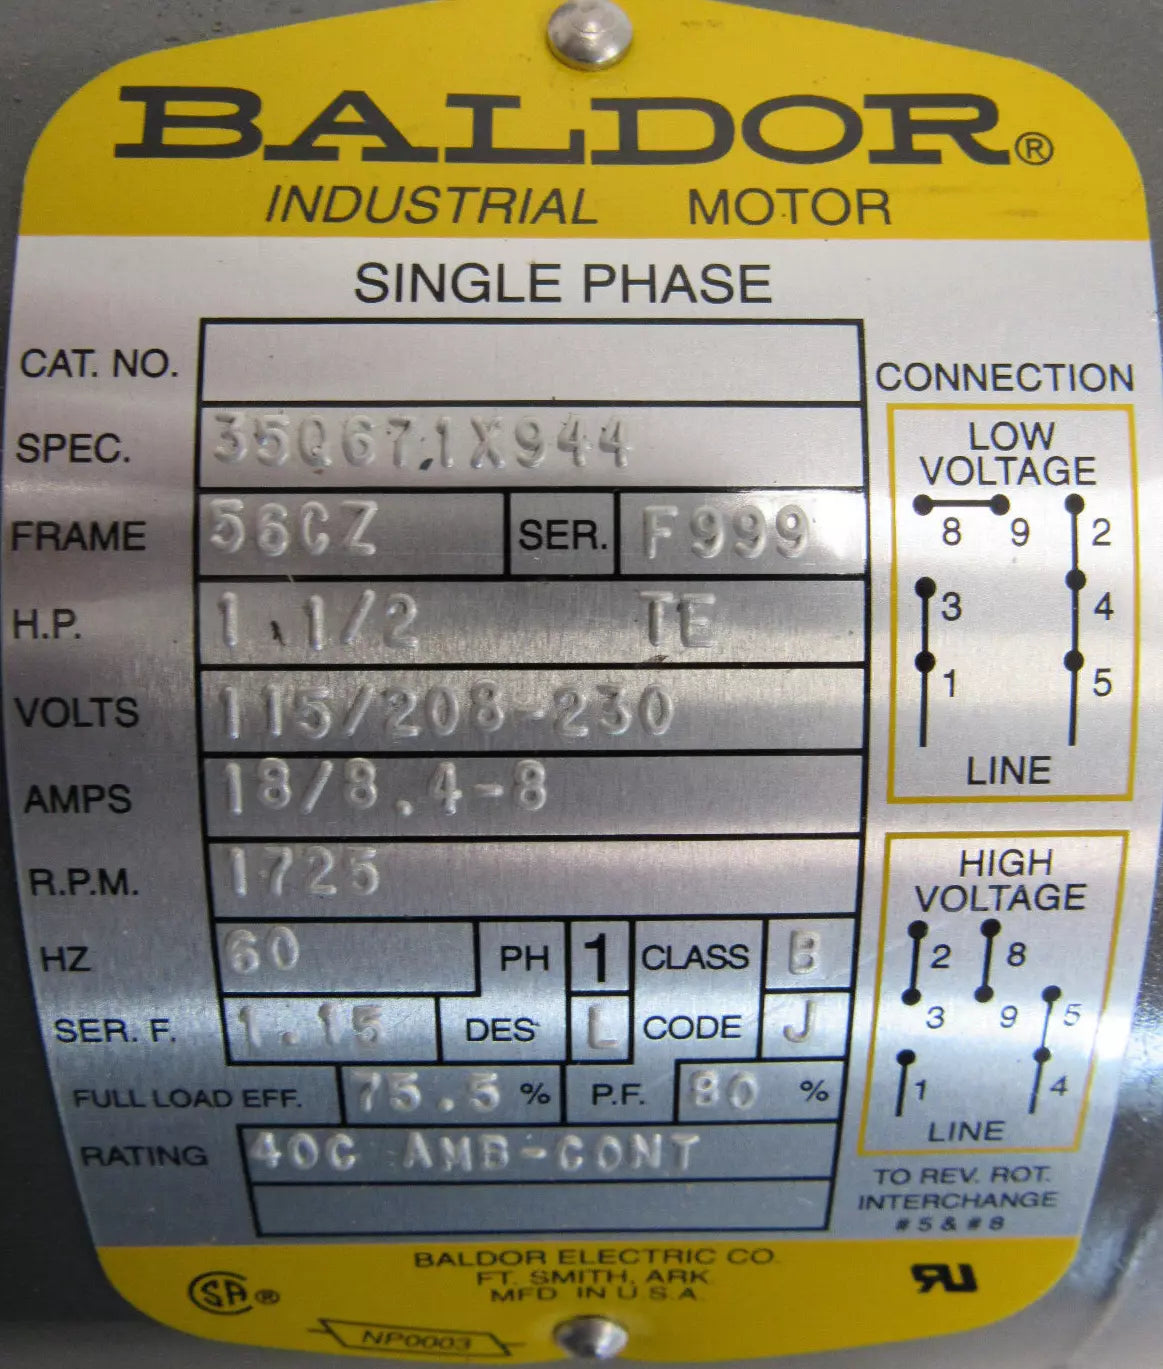 BALDOR®
INDUSTRIAL MOTOR
SINGLE PHASE
CAT. NO.
SPEC. 35Q671X944
FRAME 56CZ SER. F999
H.P. 1 1/2 TE
VOLTS 115/208-230
AMPS 18/8.4-8
R.P.M. 1725
HZ 60 PH 1 CLASS B
SER. F. 1.15 DES L CODE J
FULL LOAD EFF. 75.5 % P.F. 80 %
RATING 40C AMB-CONT
CONNECTION
LOW
VOLTAGE
8 9 2
3 4
1 5
LINE
HIGH
VOLTAGE
2 8
3 9 5
1 4
LINE
TO REV. ROT.
INTERCHANGE
#5 & #8
BALDOR ELECTRIC CO.
FT. SMITH, ARK.
MFD. IN U.S.A.
SA ®
RU
NP0003